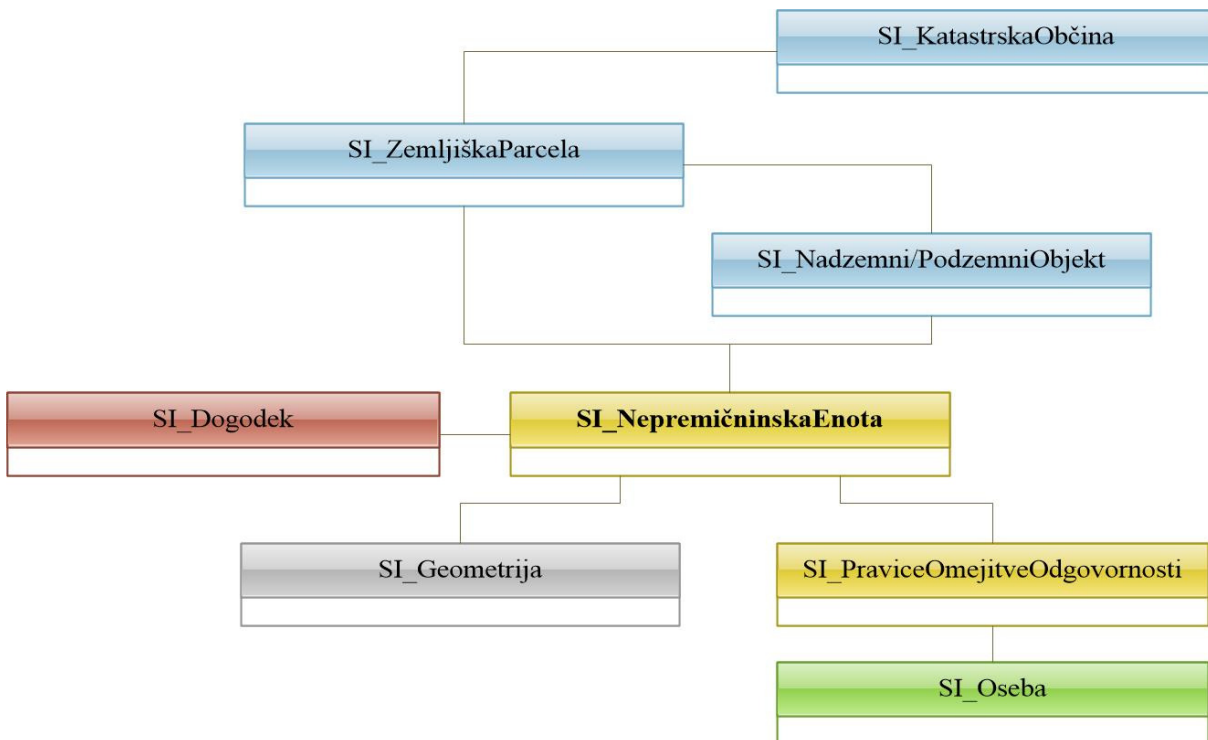 SI_KatastrskaObčina
SI_ZemljiškaParcela
SI_Nadzemni/PodzemniObjekt
SI_Dogodek
SI_NepremičninskaEnota
SI_Geometrija
SI_PraviceOmejitveOdgovornosti
SI_Oseba